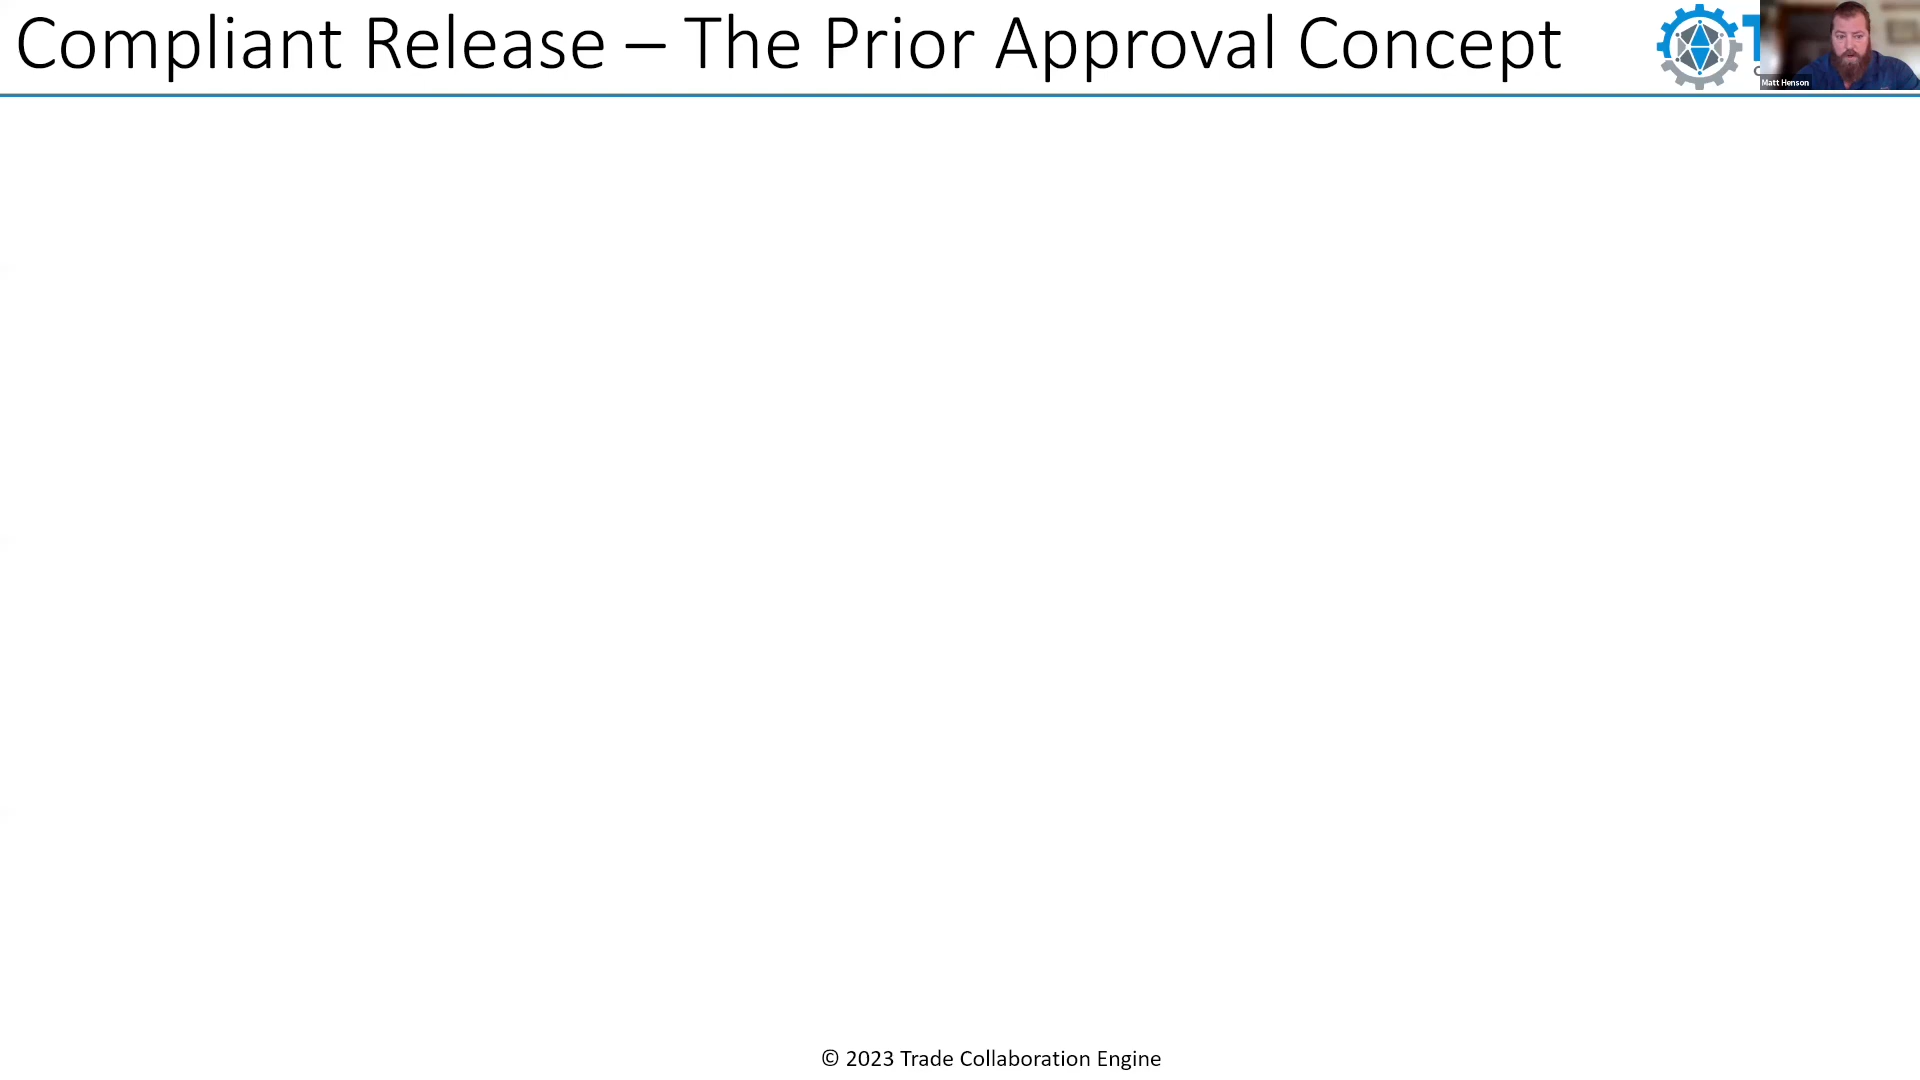 Compliant Release – The Prior Approval Concept
T
Matt Henson
© 2023 Trade Collaboration Engine